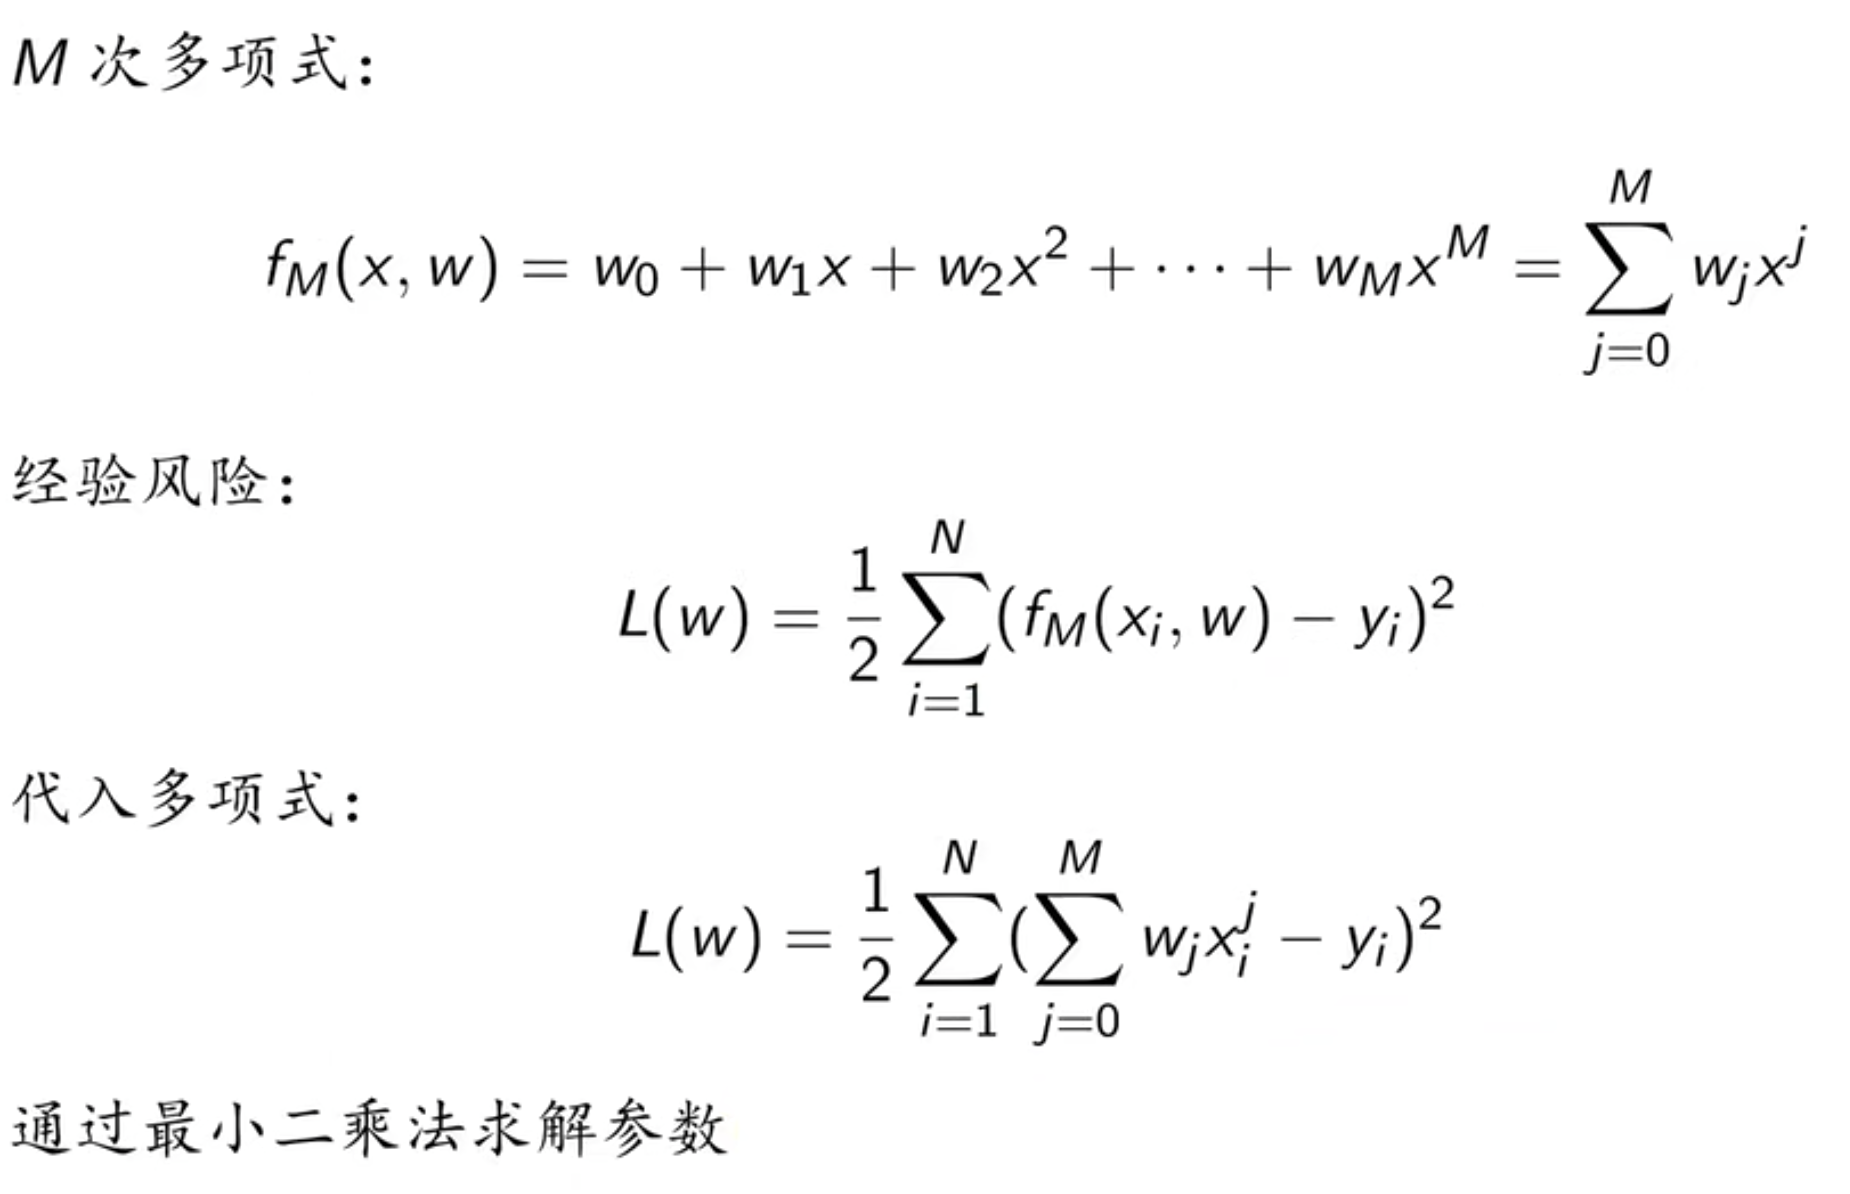 M 次多项式：
f_M(x, w) = w_0 + w_1x + w_2x^2 + ··· + w_Mx^M = \sum_{j=0}^{M} w_jx^j
经验风险：
L(w) = \frac{1}{2} \sum_{i=1}^{N} (f_M(x_i, w) − y_i)^2
代入多项式：
L(w) = \frac{1}{2} \sum_{i=1}^{N} (\sum_{j=0}^{M} w_jx_i^j − y_i)^2
通过最小二乘法求解参数